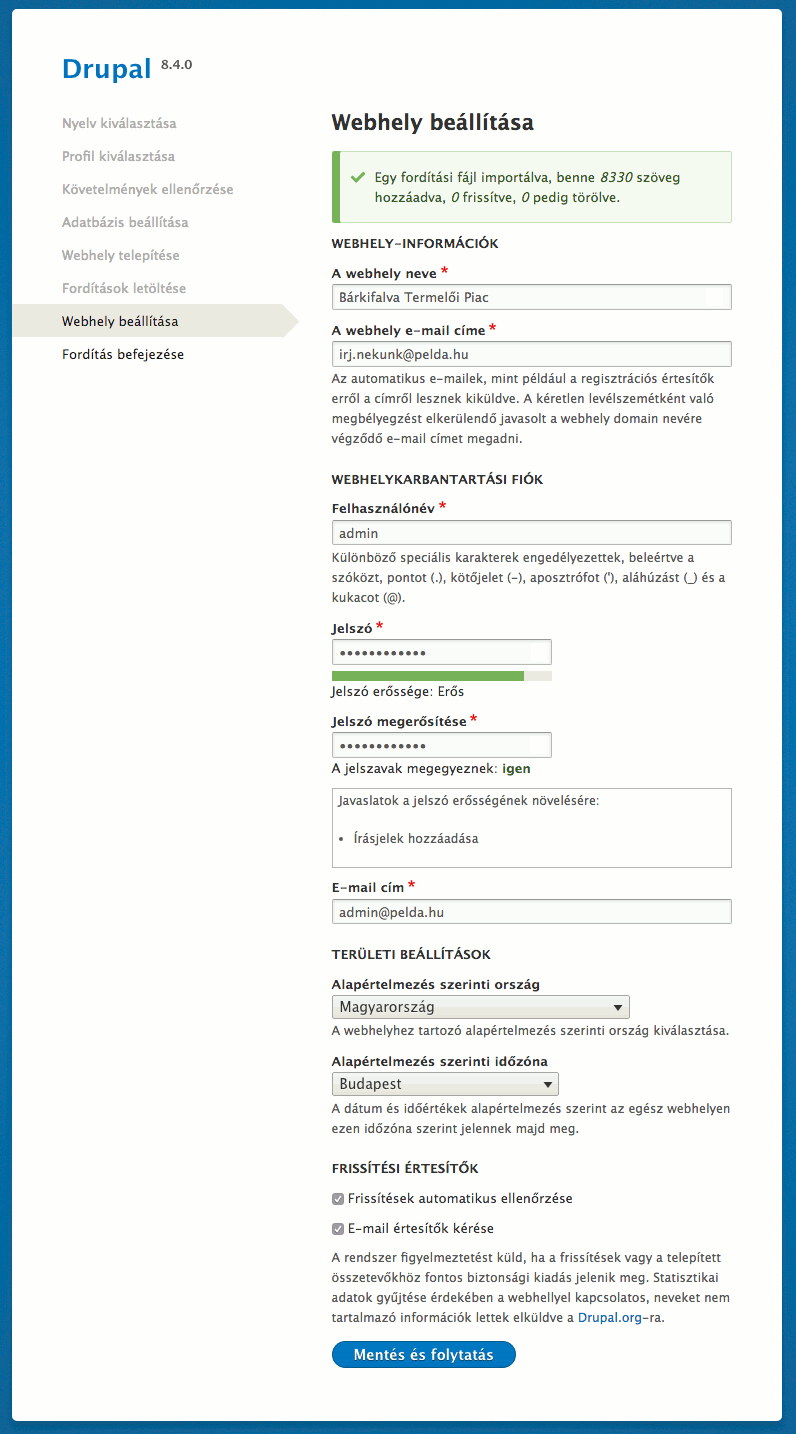 Drupal 8.4.0
Nyelv kiválasztása
Profil kiválasztása
Követelmények ellenőrzése
Adatbázis beállítása
Webhely telepítése
Fordítások letöltése
Webhely beállítása
Fordítás befejezése
Webhely beállítása
Egy fordítási fájl importálva, benne 8330 szöveg
hozzáadva, 0 frissítve, 0 pedig törölve.
WEBHELY-INFORMÁCIÓK
A webhely neve *
Bárkifalva Termelői Piac
A webhely e-mail címe *
irj.nekunk@pelda.hu
Az automatikus e-mailek, mint például a regisztrációs értesítők
erről a címről lesznek kiküldve. A kéretlen levélszemétként való
megbélyegzést elkerülendő javasolt a webhely domain nevére
végződő e-mail címet megadni.
WEBHELYKARBANTARTÁSI FIÓK
Felhasználónév *
admin
Különböző speciális karakterek engedélyezettek, beleértve a
szóközt, pontot (.), kötőjelet (-), aposztrófot ('), aláhúzást (_) és a
kukacot (@).
Jelszó *
••••••••••••
Jelszó erőssége: Erős
Jelszó megerősítése *
••••••••••••
A jelszavak megegyeznek: igen
Javaslatok a jelszó erősségének növelésére:
• Írásjelek hozzáadása
E-mail cím *
admin@pelda.hu
TERÜLETI BEÁLLÍTÁSOK
Alapértelmezés szerinti ország
Magyarország
A webhelyhez tartozó alapértelmezés szerinti ország kiválasztása.
Alapértelmezés szerinti időzóna
Budapest
A dátum és időértékek alapértelmezés szerint az egész webhelyen
ezen időzóna szerint jelennek majd meg.
FRISSÍTÉSI ÉRTESÍTŐK
Frissítések automatikus ellenőrzése
E-mail értesítők kérése
A rendszer figyelmeztetést küld, ha a frissítések vagy a telepített
összetevőkhöz fontos biztonsági kiadás jelenik meg. Statisztikai
adatok gyűjtése érdekében a webhellyel kapcsolatos, neveket nem
tartalmazó információk lettek elküldve a Drupal.org-ra.
Mentés és folytatás